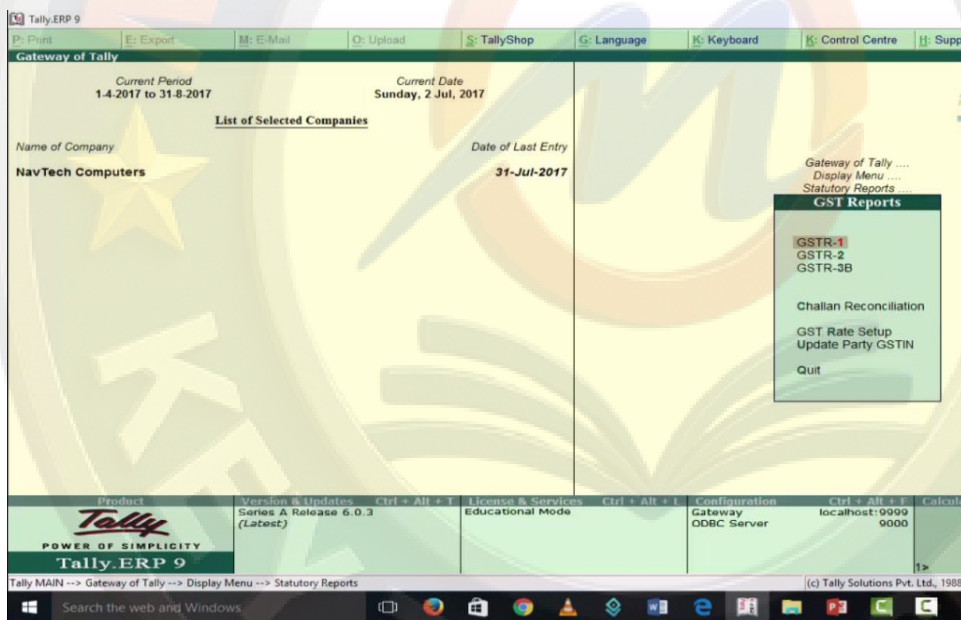 Tally.ERP 9
P: Print E: Export M: E-Mail O: Upload S: TallyShop G: Language K: Keyboard K: Control Centre H: Supp
Gateway of Tally
Current Period Current Date
1-4-2017 to 31-8-2017 Sunday, 2 Jul, 2017
List of Selected Companies
Name of Company Date of Last Entry
NavTech Computers 31-Jul-2017
Gateway of Tally ....
Display Menu ....
Statutory Reports ....
GST Reports
GSTR-1
GSTR-2
GSTR-3B
Challan Reconciliation
GST Rate Setup
Update Party GSTIN
Quit
Product Version & Updates Ctrl + Alt + T License & Services Ctrl + Alt + L Configuration Ctrl + Alt + F Calcul
Tally Series A Release 6.0.3 Educational Mode Gateway localhost:9999
(Latest) ODBC Server 9000
POWER OF SIMPLICITY
Tally.ERP 9 1>
Tally MAIN --> Gateway of Tally --> Display Menu --> Statutory Reports (c) Tally Solutions Pvt. Ltd., 1988
Search the web and Windows